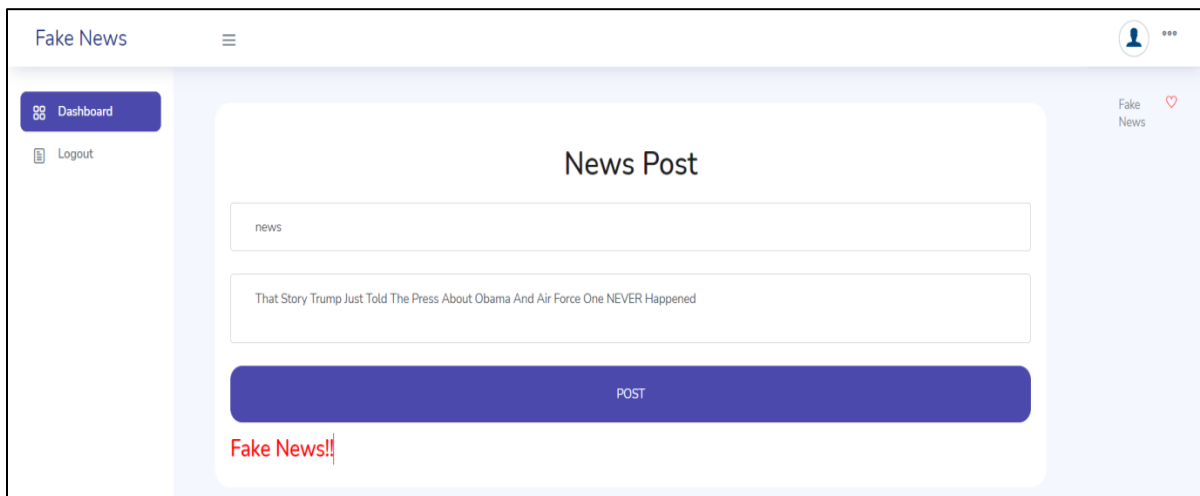 Fake News
Dashboard
Logout
Fake
News
News Post
news
That Story Trump Just Told The Press About Obama And Air Force One NEVER Happened
POST
Fake News!!